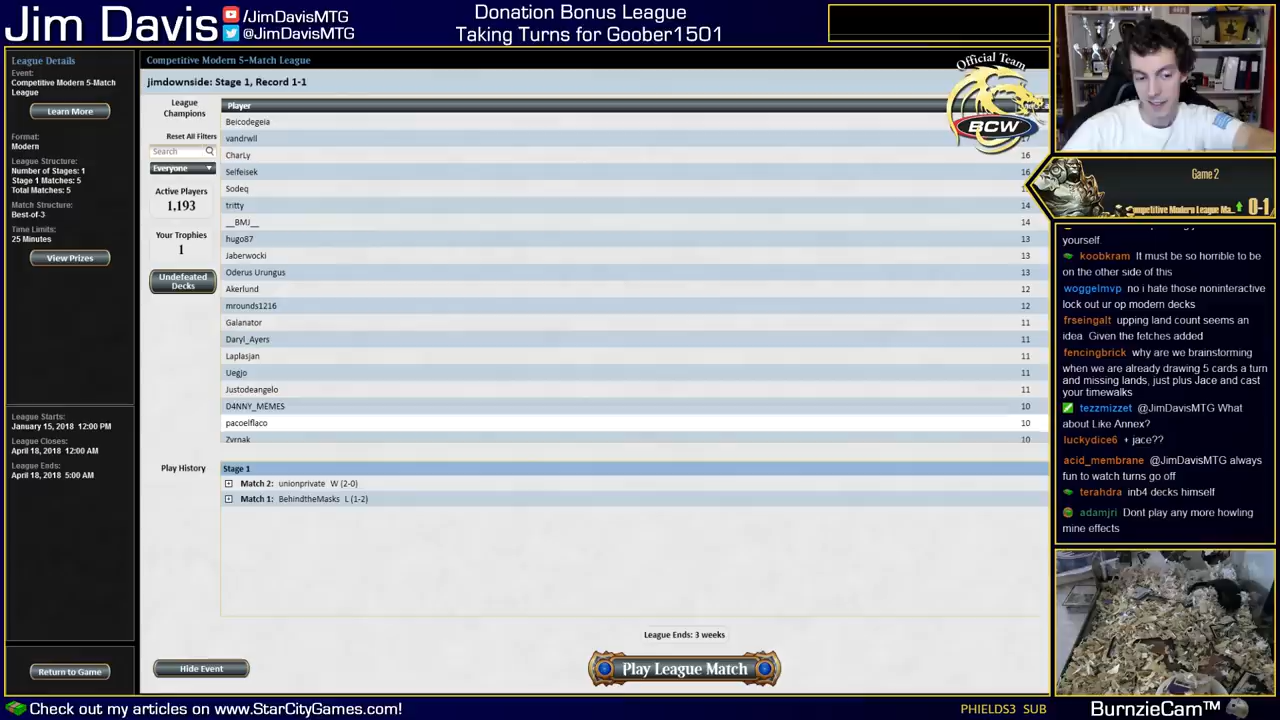 Jim Davis
/JimDavisMTG
@JimDavisMTG
Donation Bonus League
Taking Turns for Goober1501
League Details
Event:
Competitive Modern 5-Match
League
Learn More
Format:
Modern
League Structure:
Number of Stages: 1
Stage 1 Matches: 5
Total Matches: 5
Match Structure:
Best-of-3
Time Limits:
25 Minutes
View Prizes
League Starts:
January 15, 2018 12:00 PM
League Closes:
April 18, 2018 12:00 AM
League Ends:
April 18, 2018 5:00 AM
Return to Game
Competitive Modern 5-Match League
jimdownside: Stage 1, Record 1-1
League
Champions
Reset All Filters
Search
Everyone
Active Players
1,193
Your Trophies
1
Undefeated
Decks
Player
Beicodegeia
vandrwll
CharLy 16
Selfeisek 16
Sodeq
tritty 14
__BMJ__ 14
hugo87 13
Jaberwocki 13
Oderus Urungus 13
Akerlund 12
mrounds1216 12
Galanator 11
Daryl_Ayers 11
Laplasjan 11
Uegjo 11
Justodeangelo 11
D4NNY_MEMES 10
pacoelflaco 10
Zyrnak 10
Play History
Stage 1
Match 2: unionprivate W (2-0)
Match 1: BehindtheMasks L (1-2)
League Ends: 3 weeks
Hide Event
Play League Match
Official Team
BCW
Game 2
Competitive Modern League Ma... 0-1
yourself.
koobkram It must be so horrible to be
on the other side of this
woggelmvp no i hate those noninteractive
lock out ur op modern decks
frseingalt upping land count seems an
idea. Given the fetches added
fencingbrick why are we brainstorming
when we are already drawing 5 cards a turn
and missing lands, just plus Jace and cast
your timewalks
tezzmizzet @JimDavisMTG What
about Like Annex?
luckydice6 + jace??
acid_membrane @JimDavisMTG always
fun to watch turns go off
terahdra inb4 decks himself
adamjri Dont play any more howling
mine effects
Check out my articles on www.StarCityGames.com!
PHIELDS3 SUB
BurnzieCam™